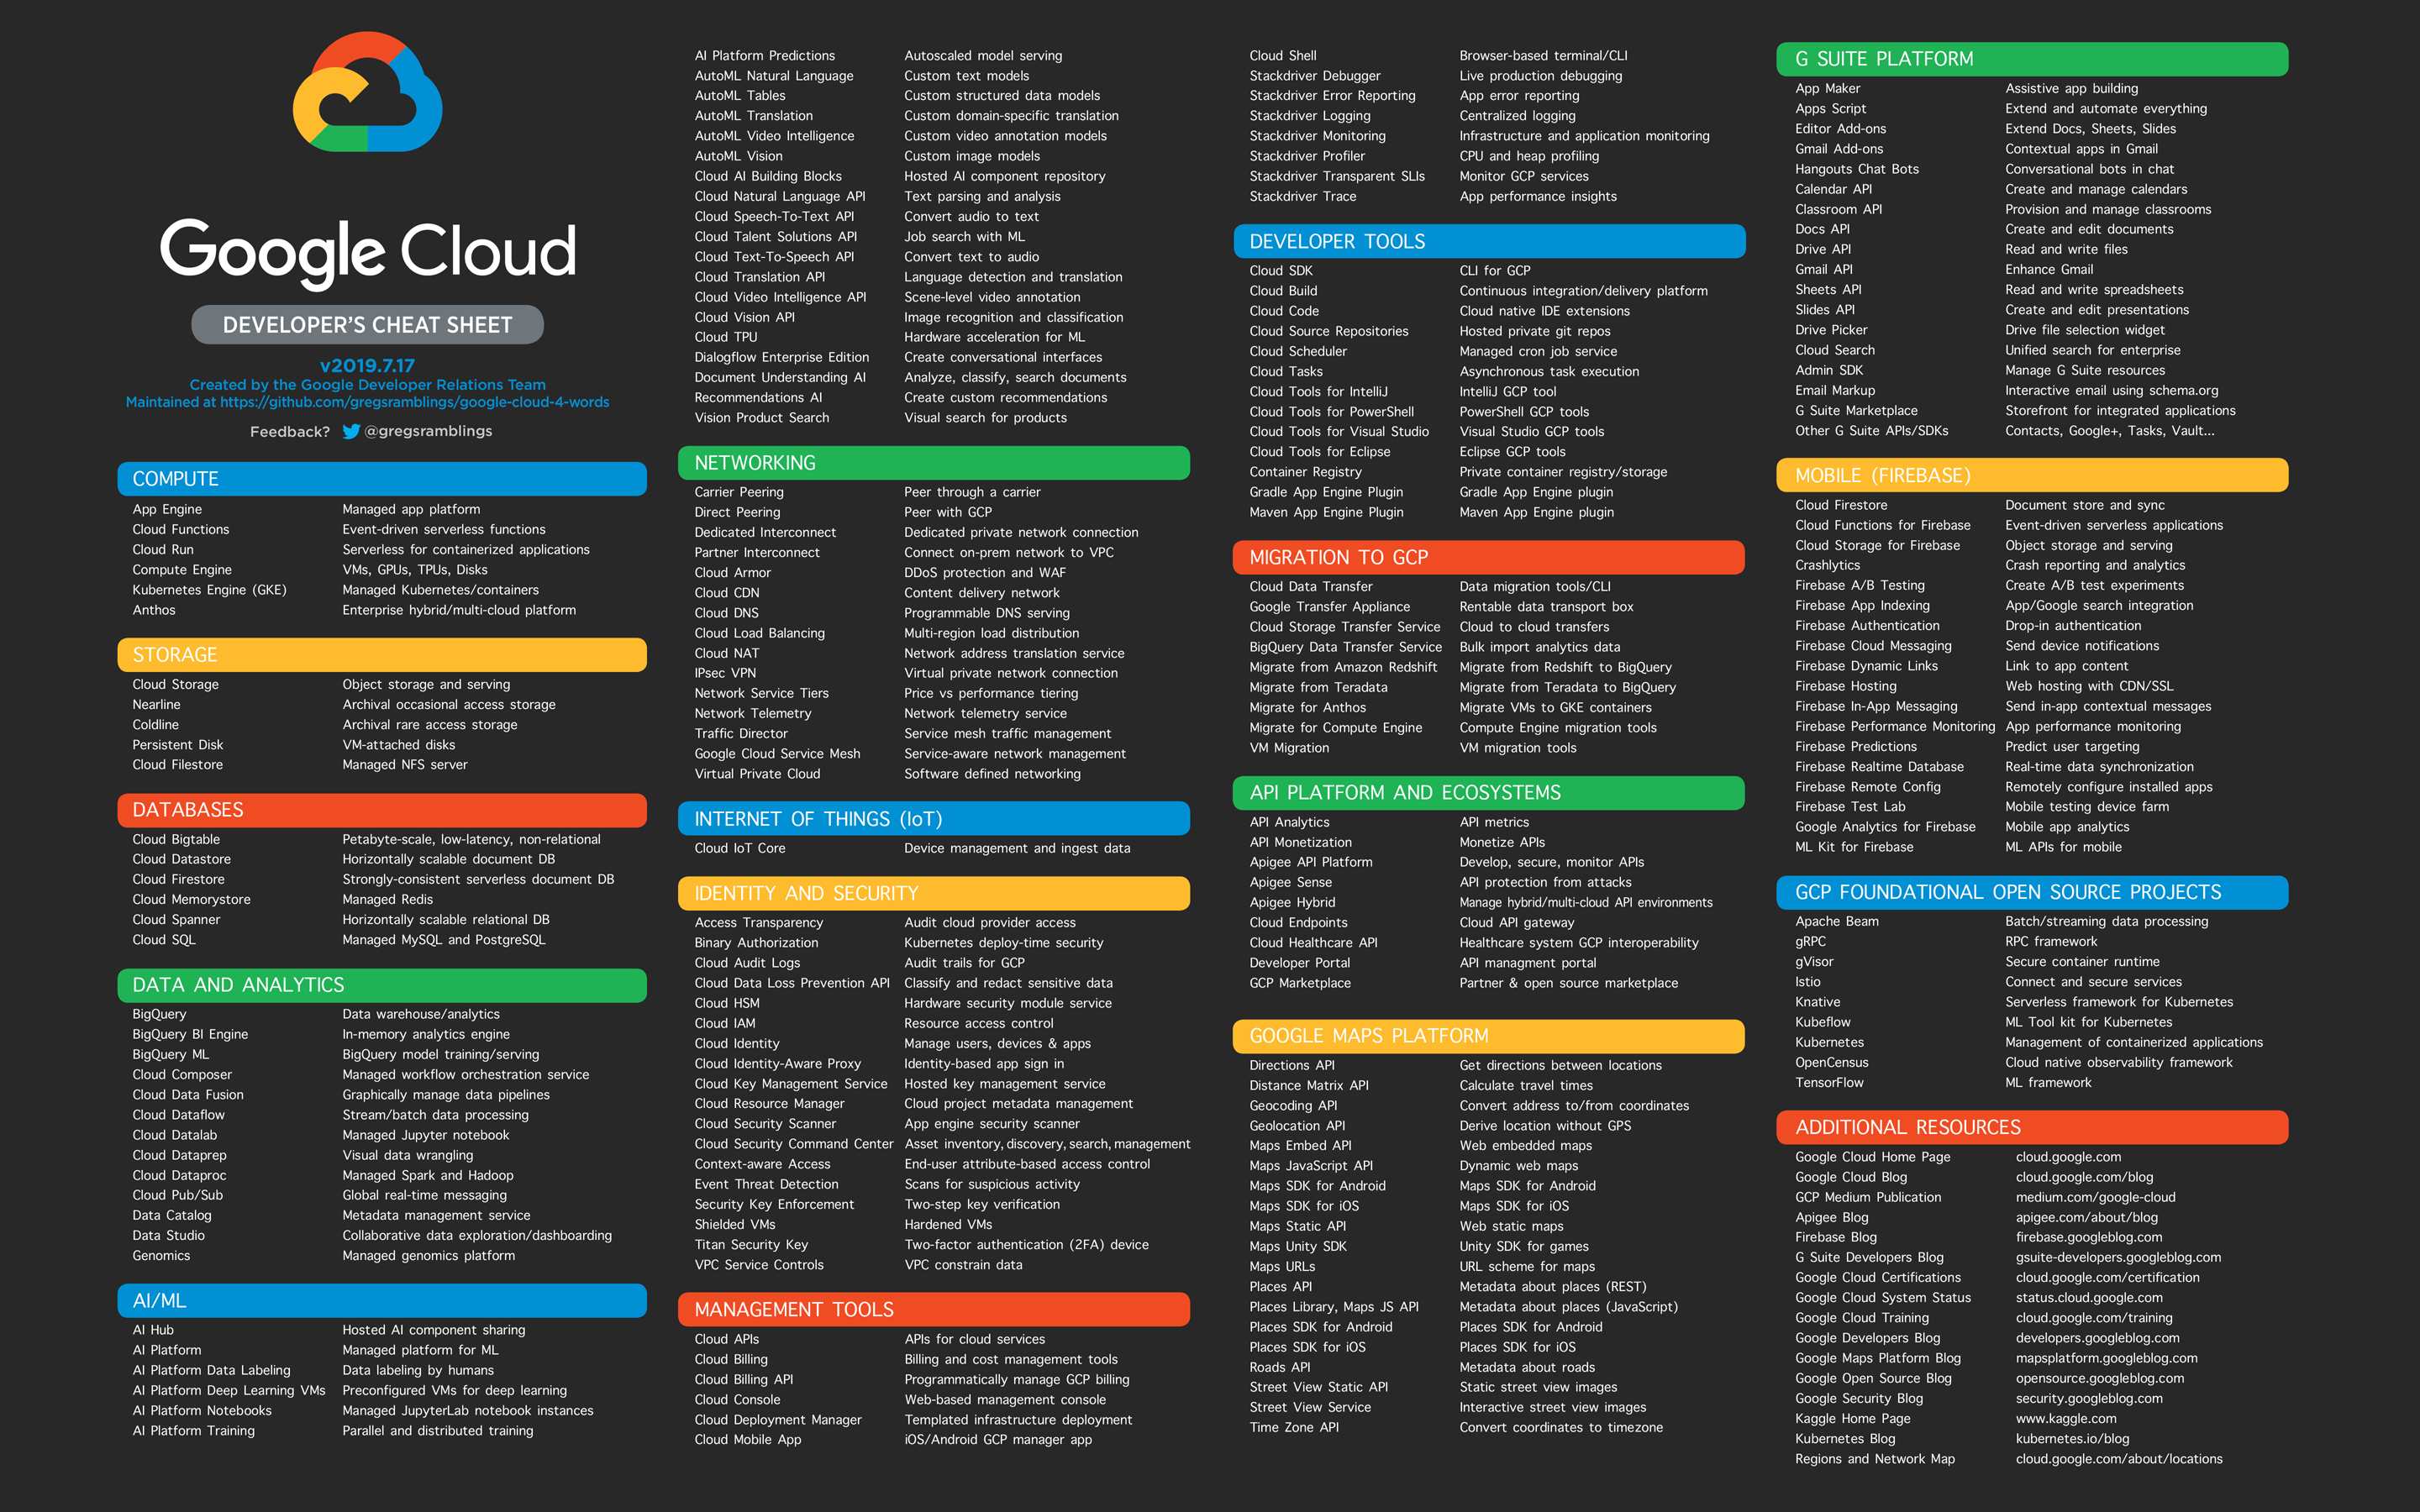 Google Cloud
DEVELOPER'S CHEAT SHEET
v2019.7.17
Created by the Google Developer Relations Team
Maintained at https://github.com/gregsramblings/google-cloud-4-words
Feedback? @gregsramblings
COMPUTE
App Engine Managed app platform
Cloud Functions Event-driven serverless functions
Cloud Run Serverless for containerized applications
Compute Engine VMs, GPUs, TPUs, Disks
Kubernetes Engine (GKE) Managed Kubernetes/containers
Anthos Enterprise hybrid/multi-cloud platform
STORAGE
Cloud Storage Object storage and serving
Nearline Archival occasional access storage
Coldline Archival rare access storage
Persistent Disk VM-attached disks
Cloud Filestore Managed NFS server
DATABASES
Cloud Bigtable Petabyte-scale, low-latency, non-relational
Cloud Datastore Horizontally scalable document DB
Cloud Firestore Strongly-consistent serverless document DB
Cloud Memorystore Managed Redis
Cloud Spanner Horizontally scalable relational DB
Cloud SQL Managed MySQL and PostgreSQL
DATA AND ANALYTICS
BigQuery Data warehouse/analytics
BigQuery BI Engine In-memory analytics engine
BigQuery ML BigQuery model training/serving
Cloud Composer Managed workflow orchestration service
Cloud Data Fusion Graphically manage data pipelines
Cloud Dataflow Stream/batch data processing
Cloud Datalab Managed Jupyter notebook
Cloud Dataprep Visual data wrangling
Cloud Dataproc Managed Spark and Hadoop
Cloud Pub/Sub Global real-time messaging
Data Catalog Metadata management service
Data Studio Collaborative data exploration/dashboarding
Genomics Managed genomics platform
AI/ML
AI Hub Hosted AI component sharing
AI Platform Managed platform for ML
AI Platform Data Labeling Data labeling by humans
AI Platform Deep Learning VMs Preconfigured VMs for deep learning
AI Platform Notebooks Managed JupyterLab notebook instances
AI Platform Training Parallel and distributed training
AI Platform Predictions Autoscaled model serving
AutoML Natural Language Custom text models
AutoML Tables Custom structured data models
AutoML Translation Custom domain-specific translation
AutoML Video Intelligence Custom video annotation models
AutoML Vision Custom image models
Cloud AI Building Blocks Hosted AI component repository
Cloud Natural Language API Text parsing and analysis
Cloud Speech-To-Text API Convert audio to text
Cloud Talent Solutions API Job search with ML
Cloud Text-To-Speech API Convert text to audio
Cloud Translation API Language detection and translation
Cloud Video Intelligence API Scene-level video annotation
Cloud Vision API Image recognition and classification
Cloud TPU Hardware acceleration for ML
Dialogflow Enterprise Edition Create conversational interfaces
Document Understanding AI Analyze, classify, search documents
Recommendations AI Create custom recommendations
Vision Product Search Visual search for products
NETWORKING
Carrier Peering Peer through a carrier
Direct Peering Peer with GCP
Dedicated Interconnect Dedicated private network connection
Partner Interconnect Connect on-prem network to VPC
Cloud Armor DDoS protection and WAF
Cloud CDN Content delivery network
Cloud DNS Programmable DNS serving
Cloud Load Balancing Multi-region load distribution
Cloud NAT Network address translation service
IPsec VPN Virtual private network connection
Network Service Tiers Price vs performance tiering
Network Telemetry Network telemetry service
Traffic Director Service mesh traffic management
Google Cloud Service Mesh Service-aware network management
Virtual Private Cloud Software defined networking
INTERNET OF THINGS (IoT)
Cloud IoT Core Device management and ingest data
IDENTITY AND SECURITY
Access Transparency Audit cloud provider access
Binary Authorization Kubernetes deploy-time security
Cloud Audit Logs Audit trails for GCP
Cloud Data Loss Prevention API Classify and redact sensitive data
Cloud HSM Hardware security module service
Cloud IAM Resource access control
Cloud Identity Manage users, devices & apps
Cloud Identity-Aware Proxy Identity-based app sign in
Cloud Key Management Service Hosted key management service
Cloud Resource Manager Cloud project metadata management
Cloud Security Scanner App engine security scanner
Cloud Security Command Center Asset inventory, discovery, search, management
Context-aware Access End-user attribute-based access control
Event Threat Detection Scans for suspicious activity
Security Key Enforcement Two-step key verification
Shielded VMs Hardened VMs
Titan Security Key Two-factor authentication (2FA) device
VPC Service Controls VPC constrain data
MANAGEMENT TOOLS
Cloud APIs APIs for cloud services
Cloud Billing Billing and cost management tools
Cloud Billing API Programmatically manage GCP billing
Cloud Console Web-based management console
Cloud Deployment Manager Templated infrastructure deployment
Cloud Mobile App iOS/Android GCP manager app
Cloud Shell Browser-based terminal/CLI
Stackdriver Debugger Live production debugging
Stackdriver Error Reporting App error reporting
Stackdriver Logging Centralized logging
Stackdriver Monitoring Infrastructure and application monitoring
Stackdriver Profiler CPU and heap profiling
Stackdriver Transparent SLIs Monitor GCP services
Stackdriver Trace App performance insights
DEVELOPER TOOLS
Cloud SDK CLI for GCP
Cloud Build Continuous integration/delivery platform
Cloud Code Cloud native IDE extensions
Cloud Source Repositories Hosted private git repos
Cloud Scheduler Managed cron job service
Cloud Tasks Asynchronous task execution
Cloud Tools for IntelliJ IntelliJ GCP tool
Cloud Tools for PowerShell PowerShell GCP tools
Cloud Tools for Visual Studio Visual Studio GCP tools
Cloud Tools for Eclipse Eclipse GCP tools
Container Registry Private container registry/storage
Gradle App Engine Plugin Gradle App Engine plugin
Maven App Engine Plugin Maven App Engine plugin
MIGRATION TO GCP
Cloud Data Transfer Data migration tools/CLI
Google Transfer Appliance Rentable data transport box
Cloud Storage Transfer Service Cloud to cloud transfers
BigQuery Data Transfer Service Bulk import analytics data
Migrate from Amazon Redshift Migrate from Redshift to BigQuery
Migrate from Teradata Migrate from Teradata to BigQuery
Migrate for Anthos Migrate VMs to GKE containers
Migrate for Compute Engine Compute Engine migration tools
VM Migration VM migration tools
API PLATFORM AND ECOSYSTEMS
API Analytics API metrics
API Monetization Monetize APIs
Apigee API Platform Develop, secure, monitor APIs
Apigee Sense API protection from attacks
Apigee Hybrid Manage hybrid/multi-cloud API environments
Cloud Endpoints Cloud API gateway
Cloud Healthcare API Healthcare system GCP interoperability
Developer Portal API managment portal
GCP Marketplace Partner & open source marketplace
GOOGLE MAPS PLATFORM
Directions API Get directions between locations
Distance Matrix API Calculate travel times
Geocoding API Convert address to/from coordinates
Geolocation API Derive location without GPS
Maps Embed API Web embedded maps
Maps JavaScript API Dynamic web maps
Maps SDK for Android Maps SDK for Android
Maps SDK for iOS Maps SDK for iOS
Maps Static API Web static maps
Maps Unity SDK Unity SDK for games
Maps URLs URL scheme for maps
Places API Metadata about places (REST)
Places Library, Maps JS API Metadata about places (JavaScript)
Places SDK for Android Places SDK for Android
Places SDK for iOS Places SDK for iOS
Roads API Metadata about roads
Street View Static API Static street view images
Street View Service Interactive street view images
Time Zone API Convert coordinates to timezone
G SUITE PLATFORM
App Maker Assistive app building
Apps Script Extend and automate everything
Editor Add-ons Extend Docs, Sheets, Slides
Gmail Add-ons Contextual apps in Gmail
Hangouts Chat Bots Conversational bots in chat
Calendar API Create and manage calendars
Classroom API Provision and manage classrooms
Docs API Create and edit documents
Drive API Read and write files
Gmail API Enhance Gmail
Sheets API Read and write spreadsheets
Slides API Create and edit presentations
Drive Picker Drive file selection widget
Cloud Search Unified search for enterprise
Admin SDK Manage G Suite resources
Email Markup Interactive email using schema.org
G Suite Marketplace Storefront for integrated applications
Other G Suite APIs/SDKs Contacts, Google+, Tasks, Vault...
MOBILE (FIREBASE)
Cloud Firestore Document store and sync
Cloud Functions for Firebase Event-driven serverless applications
Cloud Storage for Firebase Object storage and serving
Crashlytics Crash reporting and analytics
Firebase A/B Testing Create A/B test experiments
Firebase App Indexing App/Google search integration
Firebase Authentication Drop-in authentication
Firebase Cloud Messaging Send device notifications
Firebase Dynamic Links Link to app content
Firebase Hosting Web hosting with CDN/SSL
Firebase In-App Messaging Send in-app contextual messages
Firebase Performance Monitoring App performance monitoring
Firebase Predictions Predict user targeting
Firebase Realtime Database Real-time data synchronization
Firebase Remote Config Remotely configure installed apps
Firebase Test Lab Mobile testing device farm
Google Analytics for Firebase Mobile app analytics
ML Kit for Firebase ML APIs for mobile
GCP FOUNDATIONAL OPEN SOURCE PROJECTS
Apache Beam Batch/streaming data processing
gRPC RPC framework
gVisor Secure container runtime
Istio Connect and secure services
Knative Serverless framework for Kubernetes
Kubeflow ML Tool kit for Kubernetes
Kubernetes Management of containerized applications
OpenCensus Cloud native observability framework
TensorFlow ML framework
ADDITIONAL RESOURCES
Google Cloud Home Page cloud.google.com
Google Cloud Blog cloud.google.com/blog
GCP Medium Publication medium.com/google-cloud
Apigee Blog apigee.com/about/blog
Firebase Blog firebase.googleblog.com
G Suite Developers Blog gsuite-developers.googleblog.com
Google Cloud Certifications cloud.google.com/certification
Google Cloud System Status status.cloud.google.com
Google Cloud Training cloud.google.com/training
Google Developers Blog developers.googleblog.com
Google Maps Platform Blog mapsplatform.googleblog.com
Google Open Source Blog opensource.googleblog.com
Google Security Blog security.googleblog.com
Kaggle Home Page www.kaggle.com
Kubernetes Blog kubernetes.io/blog
Regions and Network Map cloud.google.com/about/locations